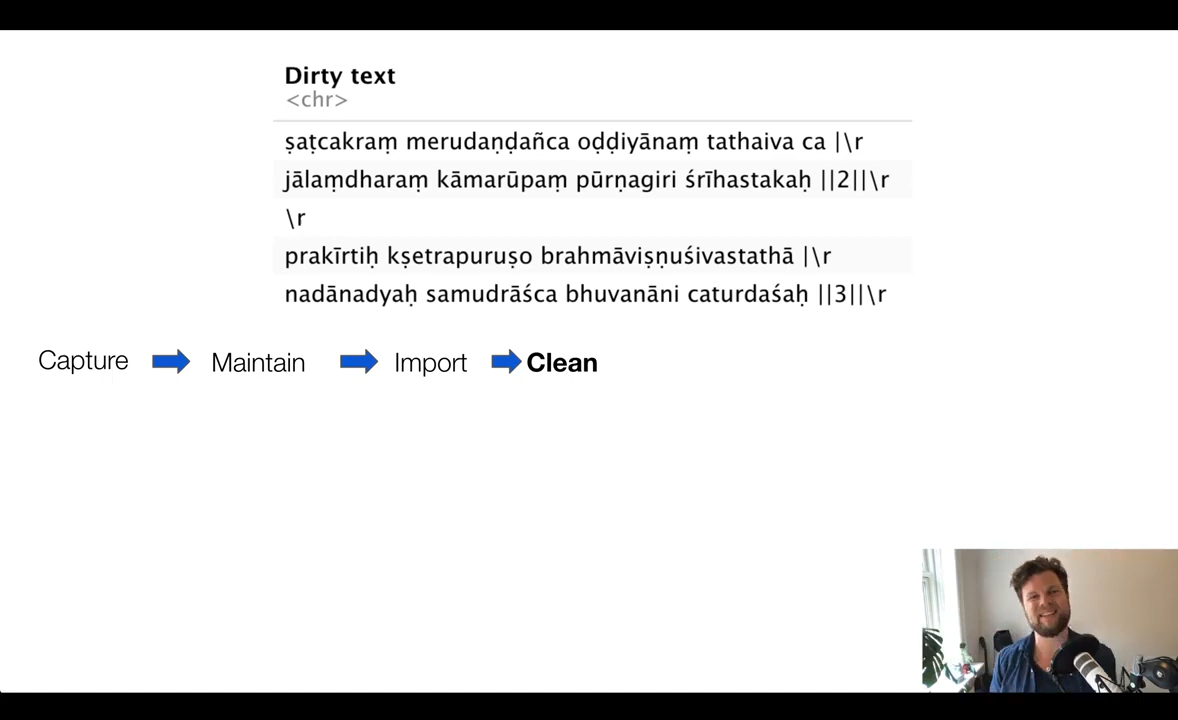 Dirty text
<chr>
ṣaṭcakraṃ merudaṇḍañca oḍḍiyānaṃ tathaiva ca |\r
jālaṃdharaṃ kāmarūpaṃ pūrṇagiri śrīhastakaḥ ||2||\r
\r
prakīrtiḥ kṣetrapuruṣo brahmāviṣṇuśivastathā |\r
nadānadyaḥ samudrāśca bhuvanāni caturdaśaḥ ||3||\r
Capture Maintain Import Clean